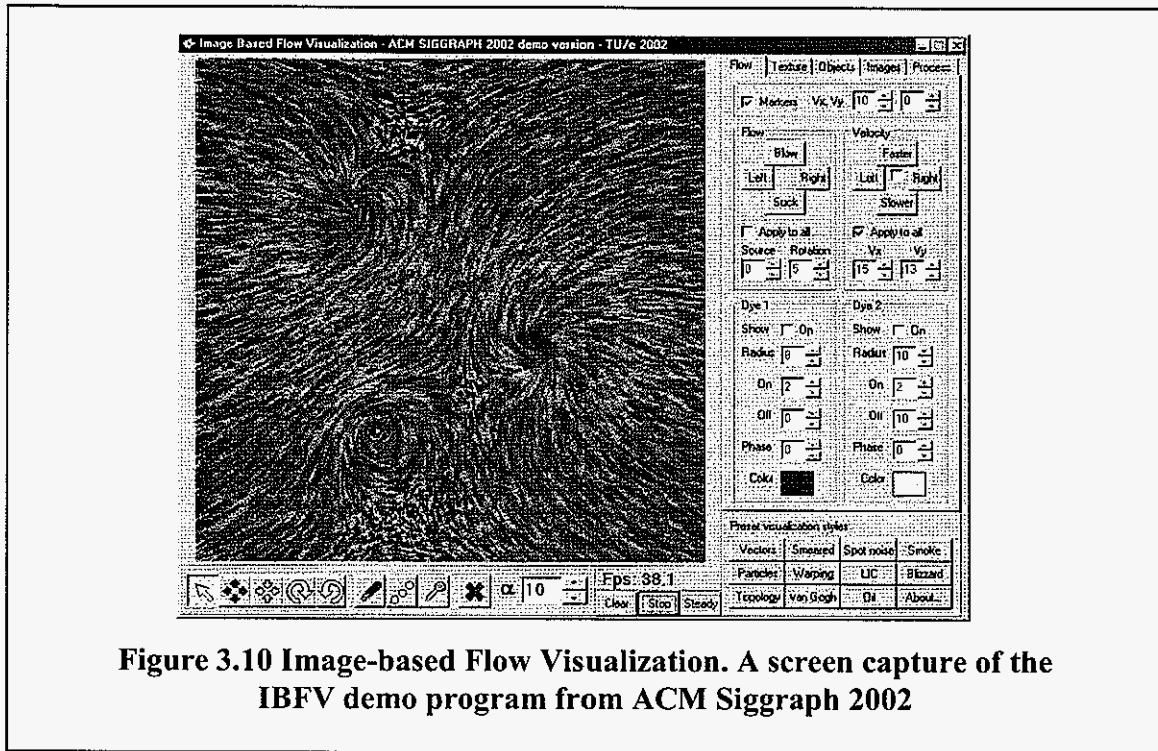 Image Based Flow Visualization - ACM SIGGRAPH 2002 demo version - TU/e 2002
Flow Texture Objects Images Process
Markers Vx, Vy 10 0
Flow
Blow
Left Right
Suck
Apply to all
Source Rotation
0 5
Velocity
Faster
Left Right
Slower
Apply to all
Vx Vy
15 13
Dye 1
Show On
Radius 8
On 2
Off 0
Phase 0
Color
Dye 2
Show On
Radius 10
On 2
Off 10
Phase 0
Color
Preset visualization styles
Vectors Smeared Spot noise Smoke
Particles Warping LIC Blizzard
Topology van Gogh Oil About...
α 10
Fps: 38,1
Clear Stop Steady
Figure 3.10 Image-based Flow Visualization. A screen capture of the
IBFV demo program from ACM Siggraph 2002